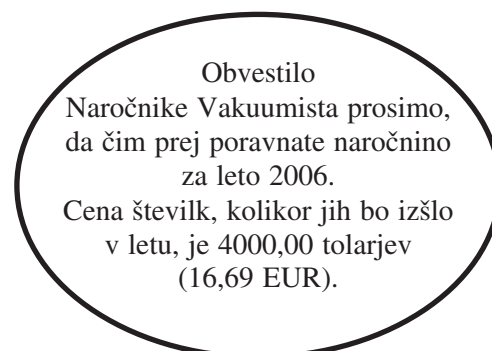 Obvestilo
Naročnike Vakuumista prosimo,
da čim prej poravnate naročnino
za leto 2006.
Cena številk, kolikor jih bo izšlo
v letu, je 4000,00 tolarjev
(16,69 EUR).